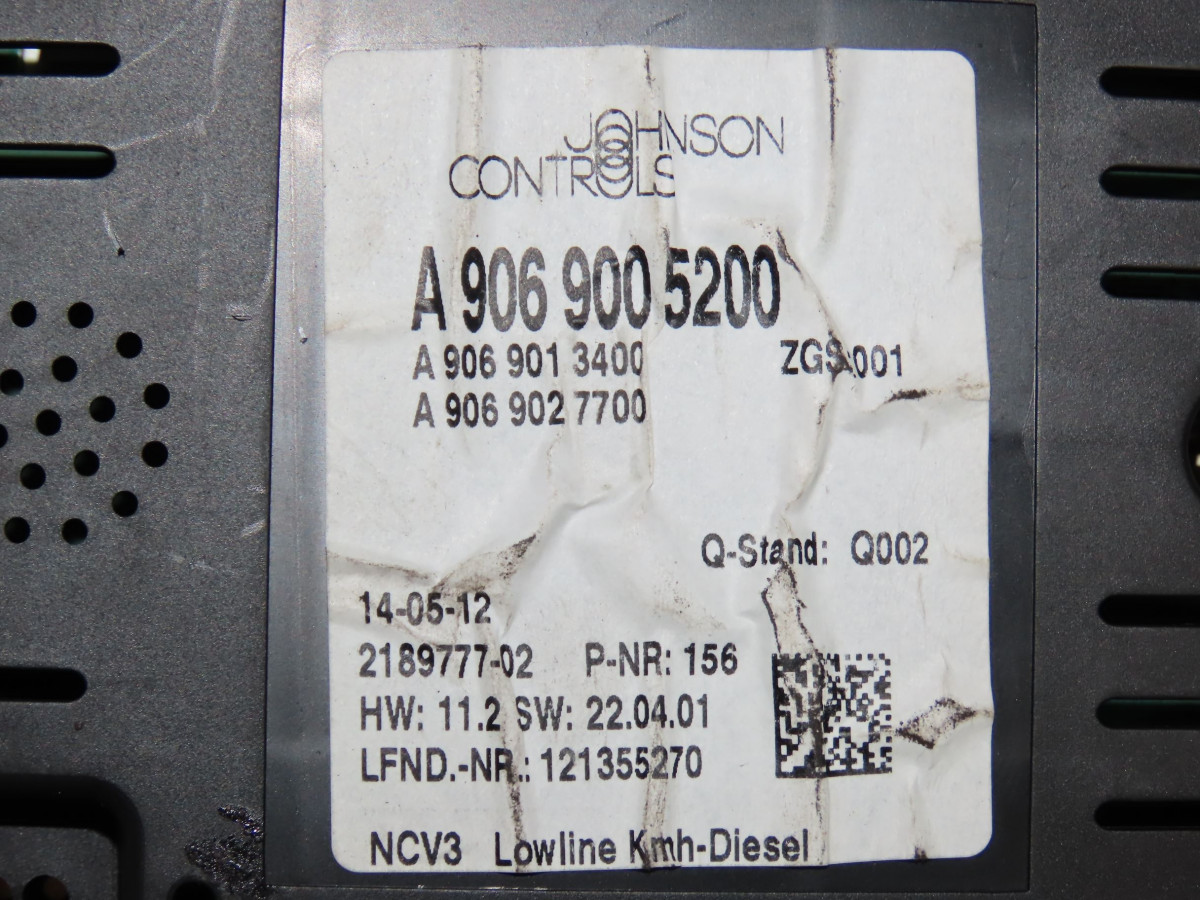 JOHNSON
CONTROLS
A 906 900 5200
A 906 901 3400 ZGS 001
A 906 902 7700
Q-Stand: Q002
14-05-12
2189777-02 P-NR: 156
HW: 11.2 SW: 22.04.01
LFND.-NR.: 121355270
NCV3 Lowline Kmh-Diesel